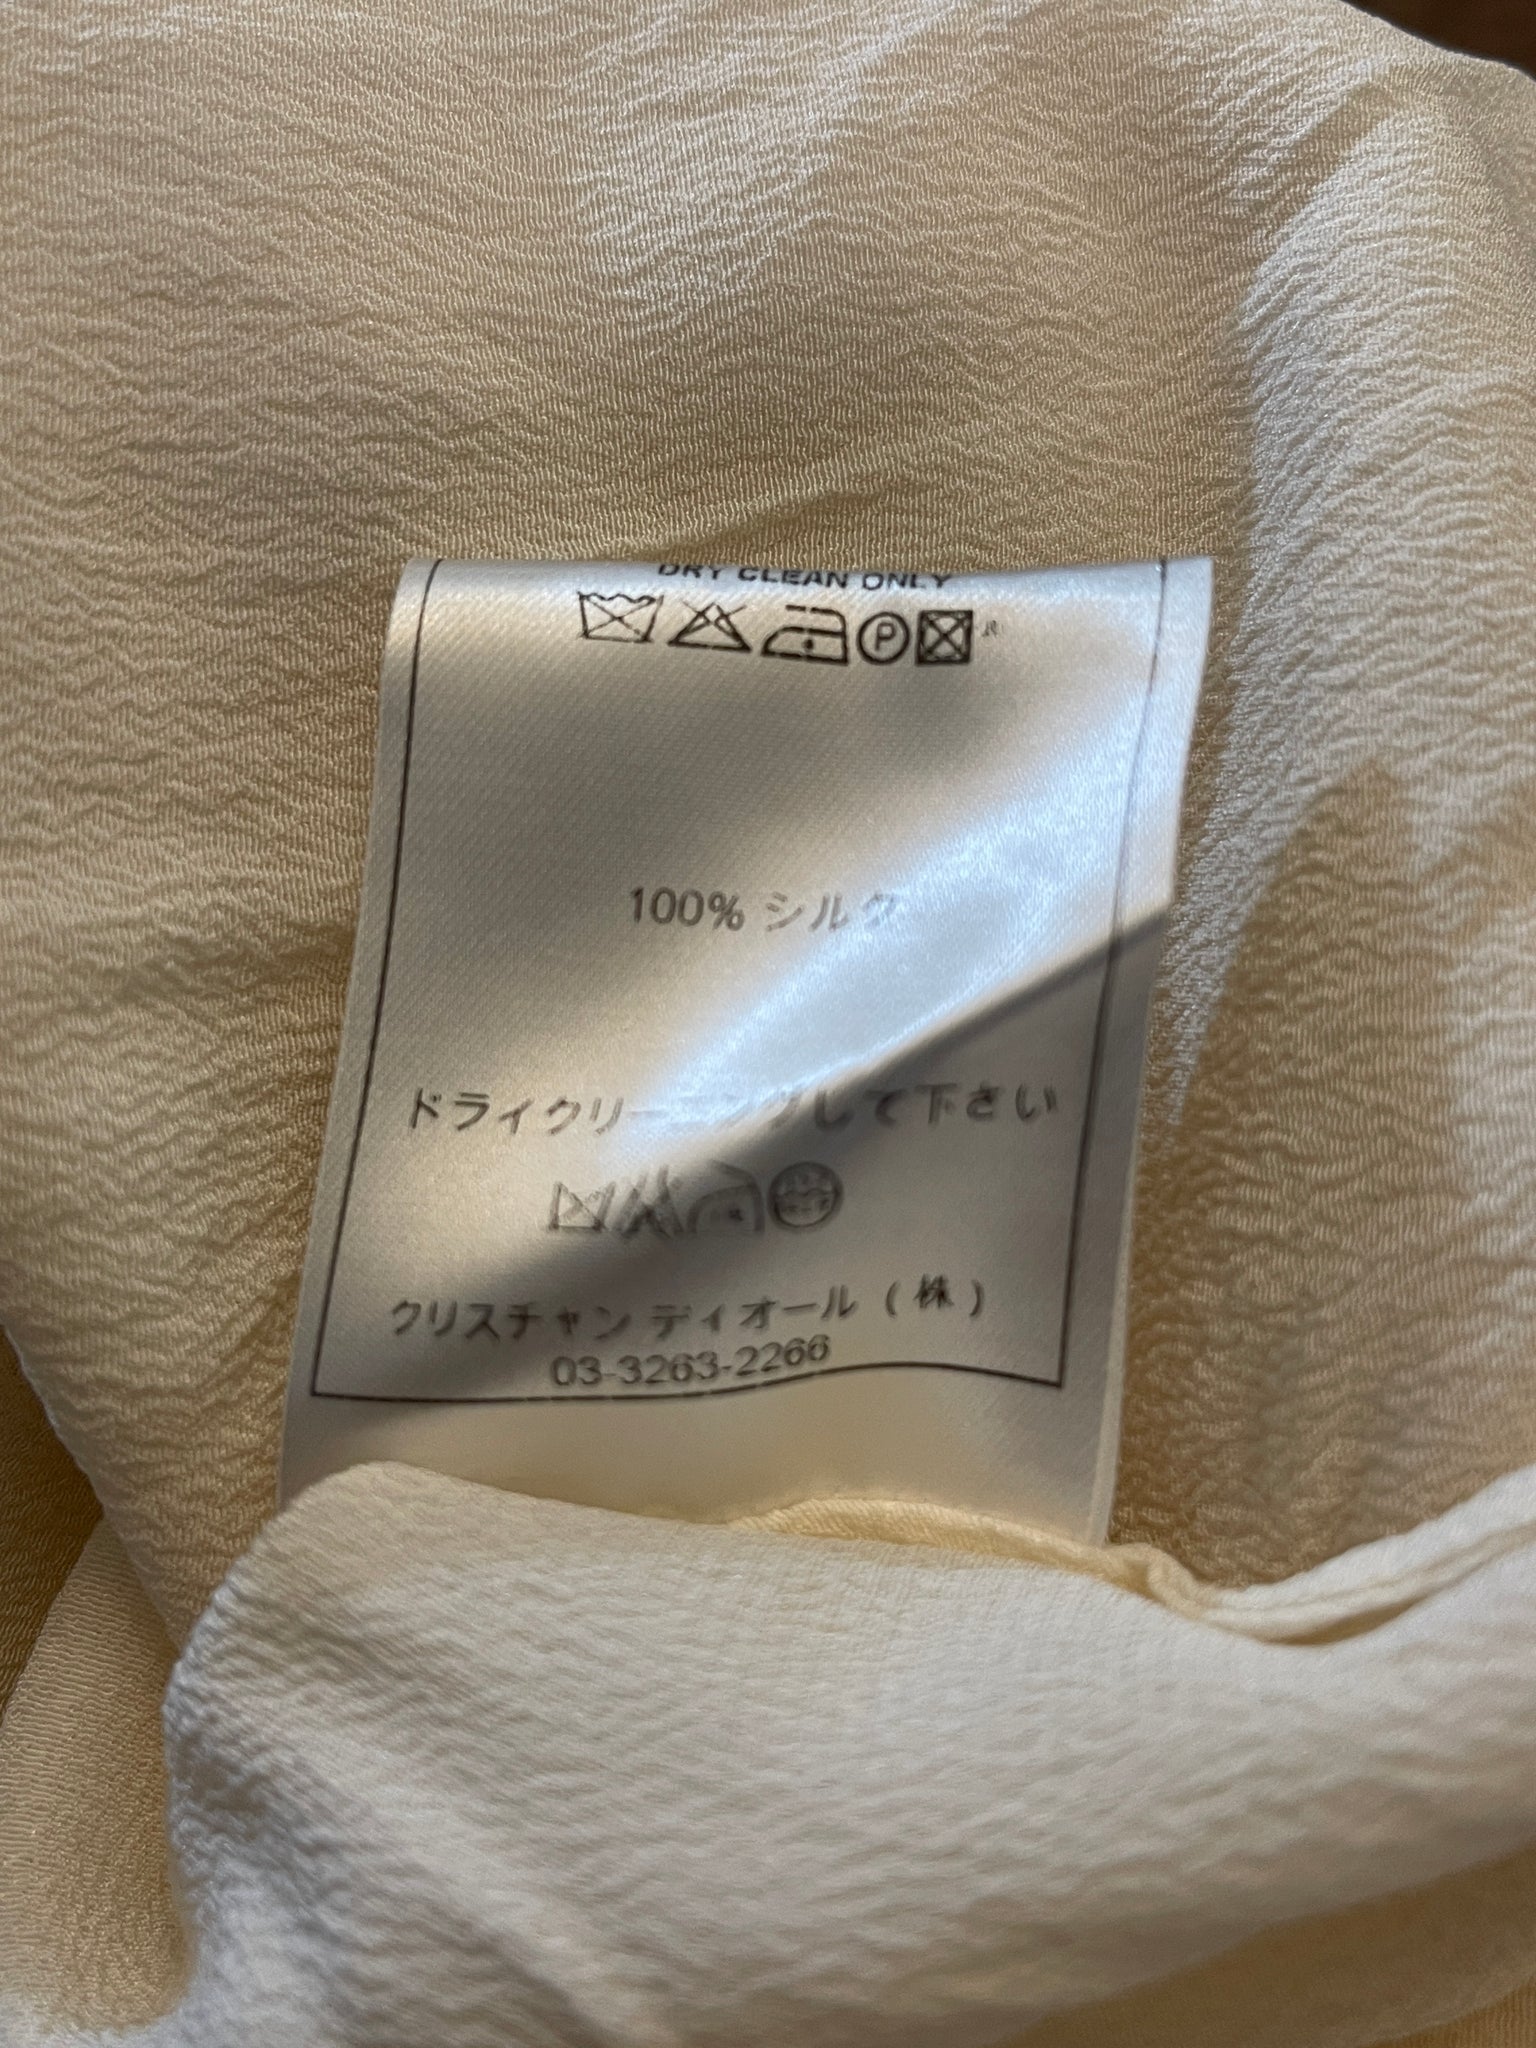 DRY CLEAN ONLY
P
100% シルク
ドライクリーニングして下さい
クリスチャン ディオール (株)
03-3263-2266